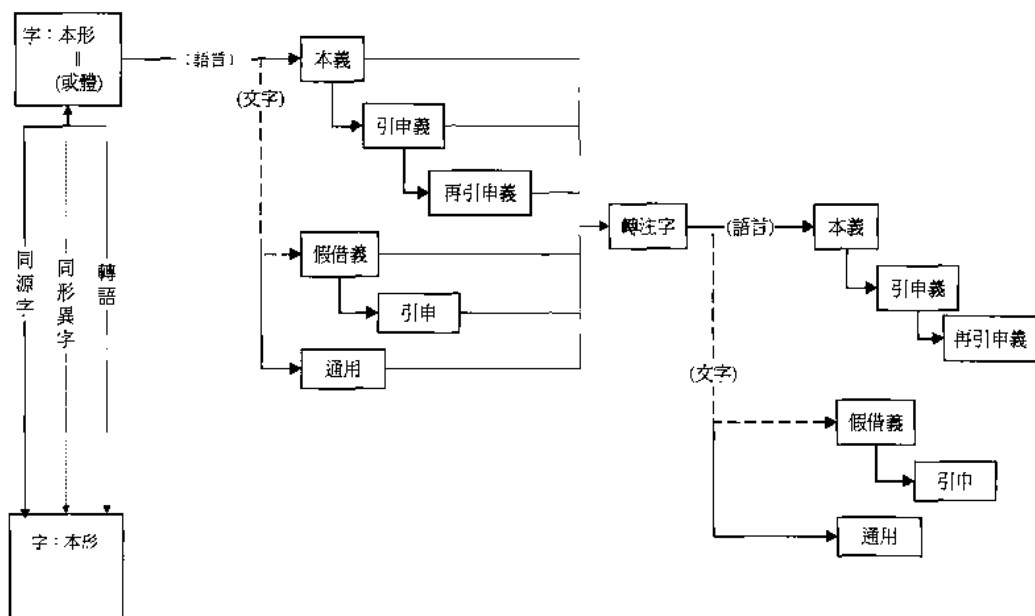 字：本形
‖
(或體)
(語言)
(文字)
本義
引申義
再引申義
假借義
引申
通用
同源字
同形異字
轉語
字：本形
轉注字
(語言)
(文字)
本義
引申義
再引申義
假借義
引申
通用